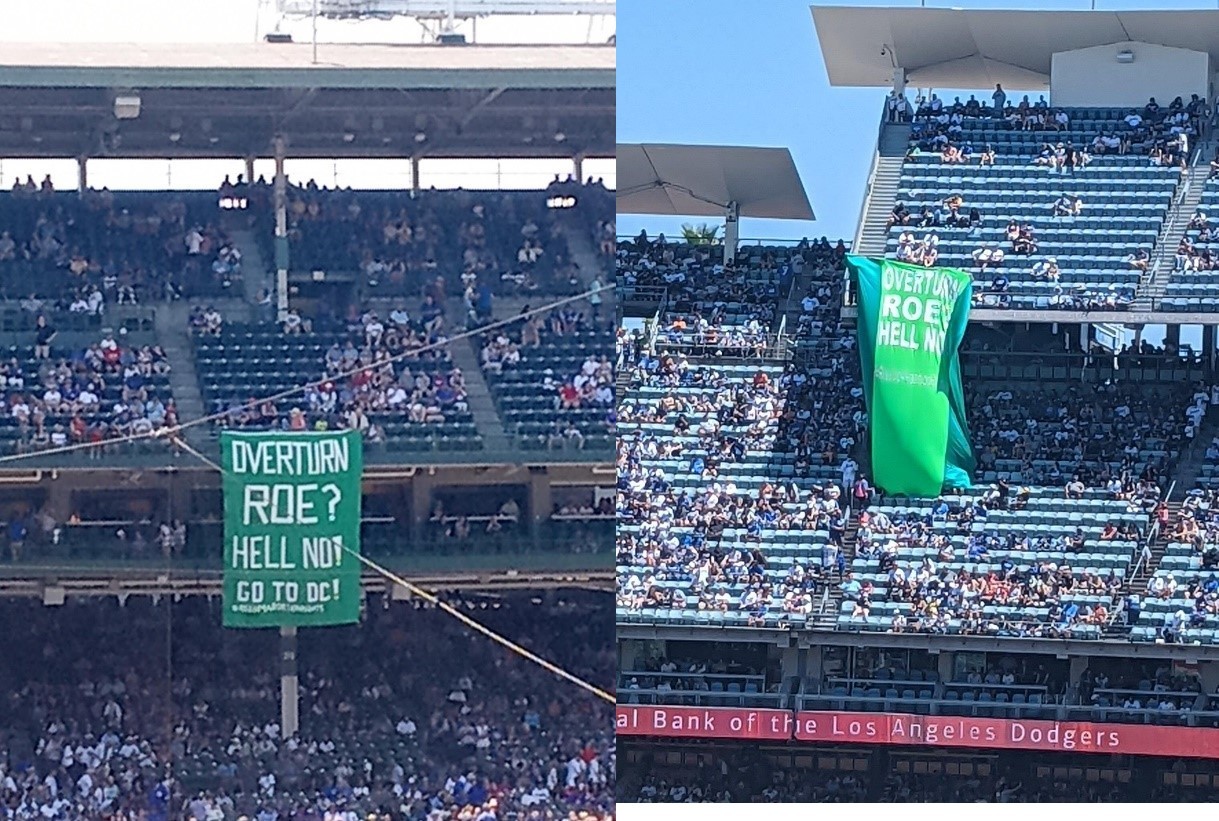 OVERTURN
ROE?
HELL NO!
GO TO DC!
OVERTURN
ROE
HELL NO
al Bank of the Los Angeles Dodgers